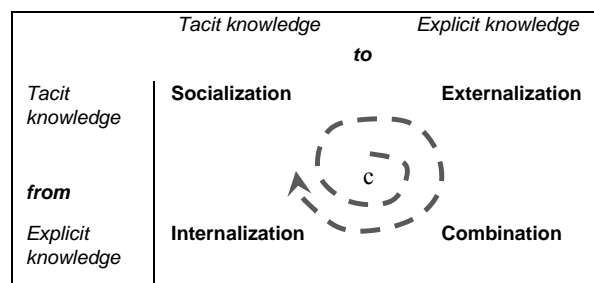 Tacit knowledge Explicit knowledge
to
Tacit knowledge Socialization Externalization
c
from
Explicit knowledge Internalization Combination